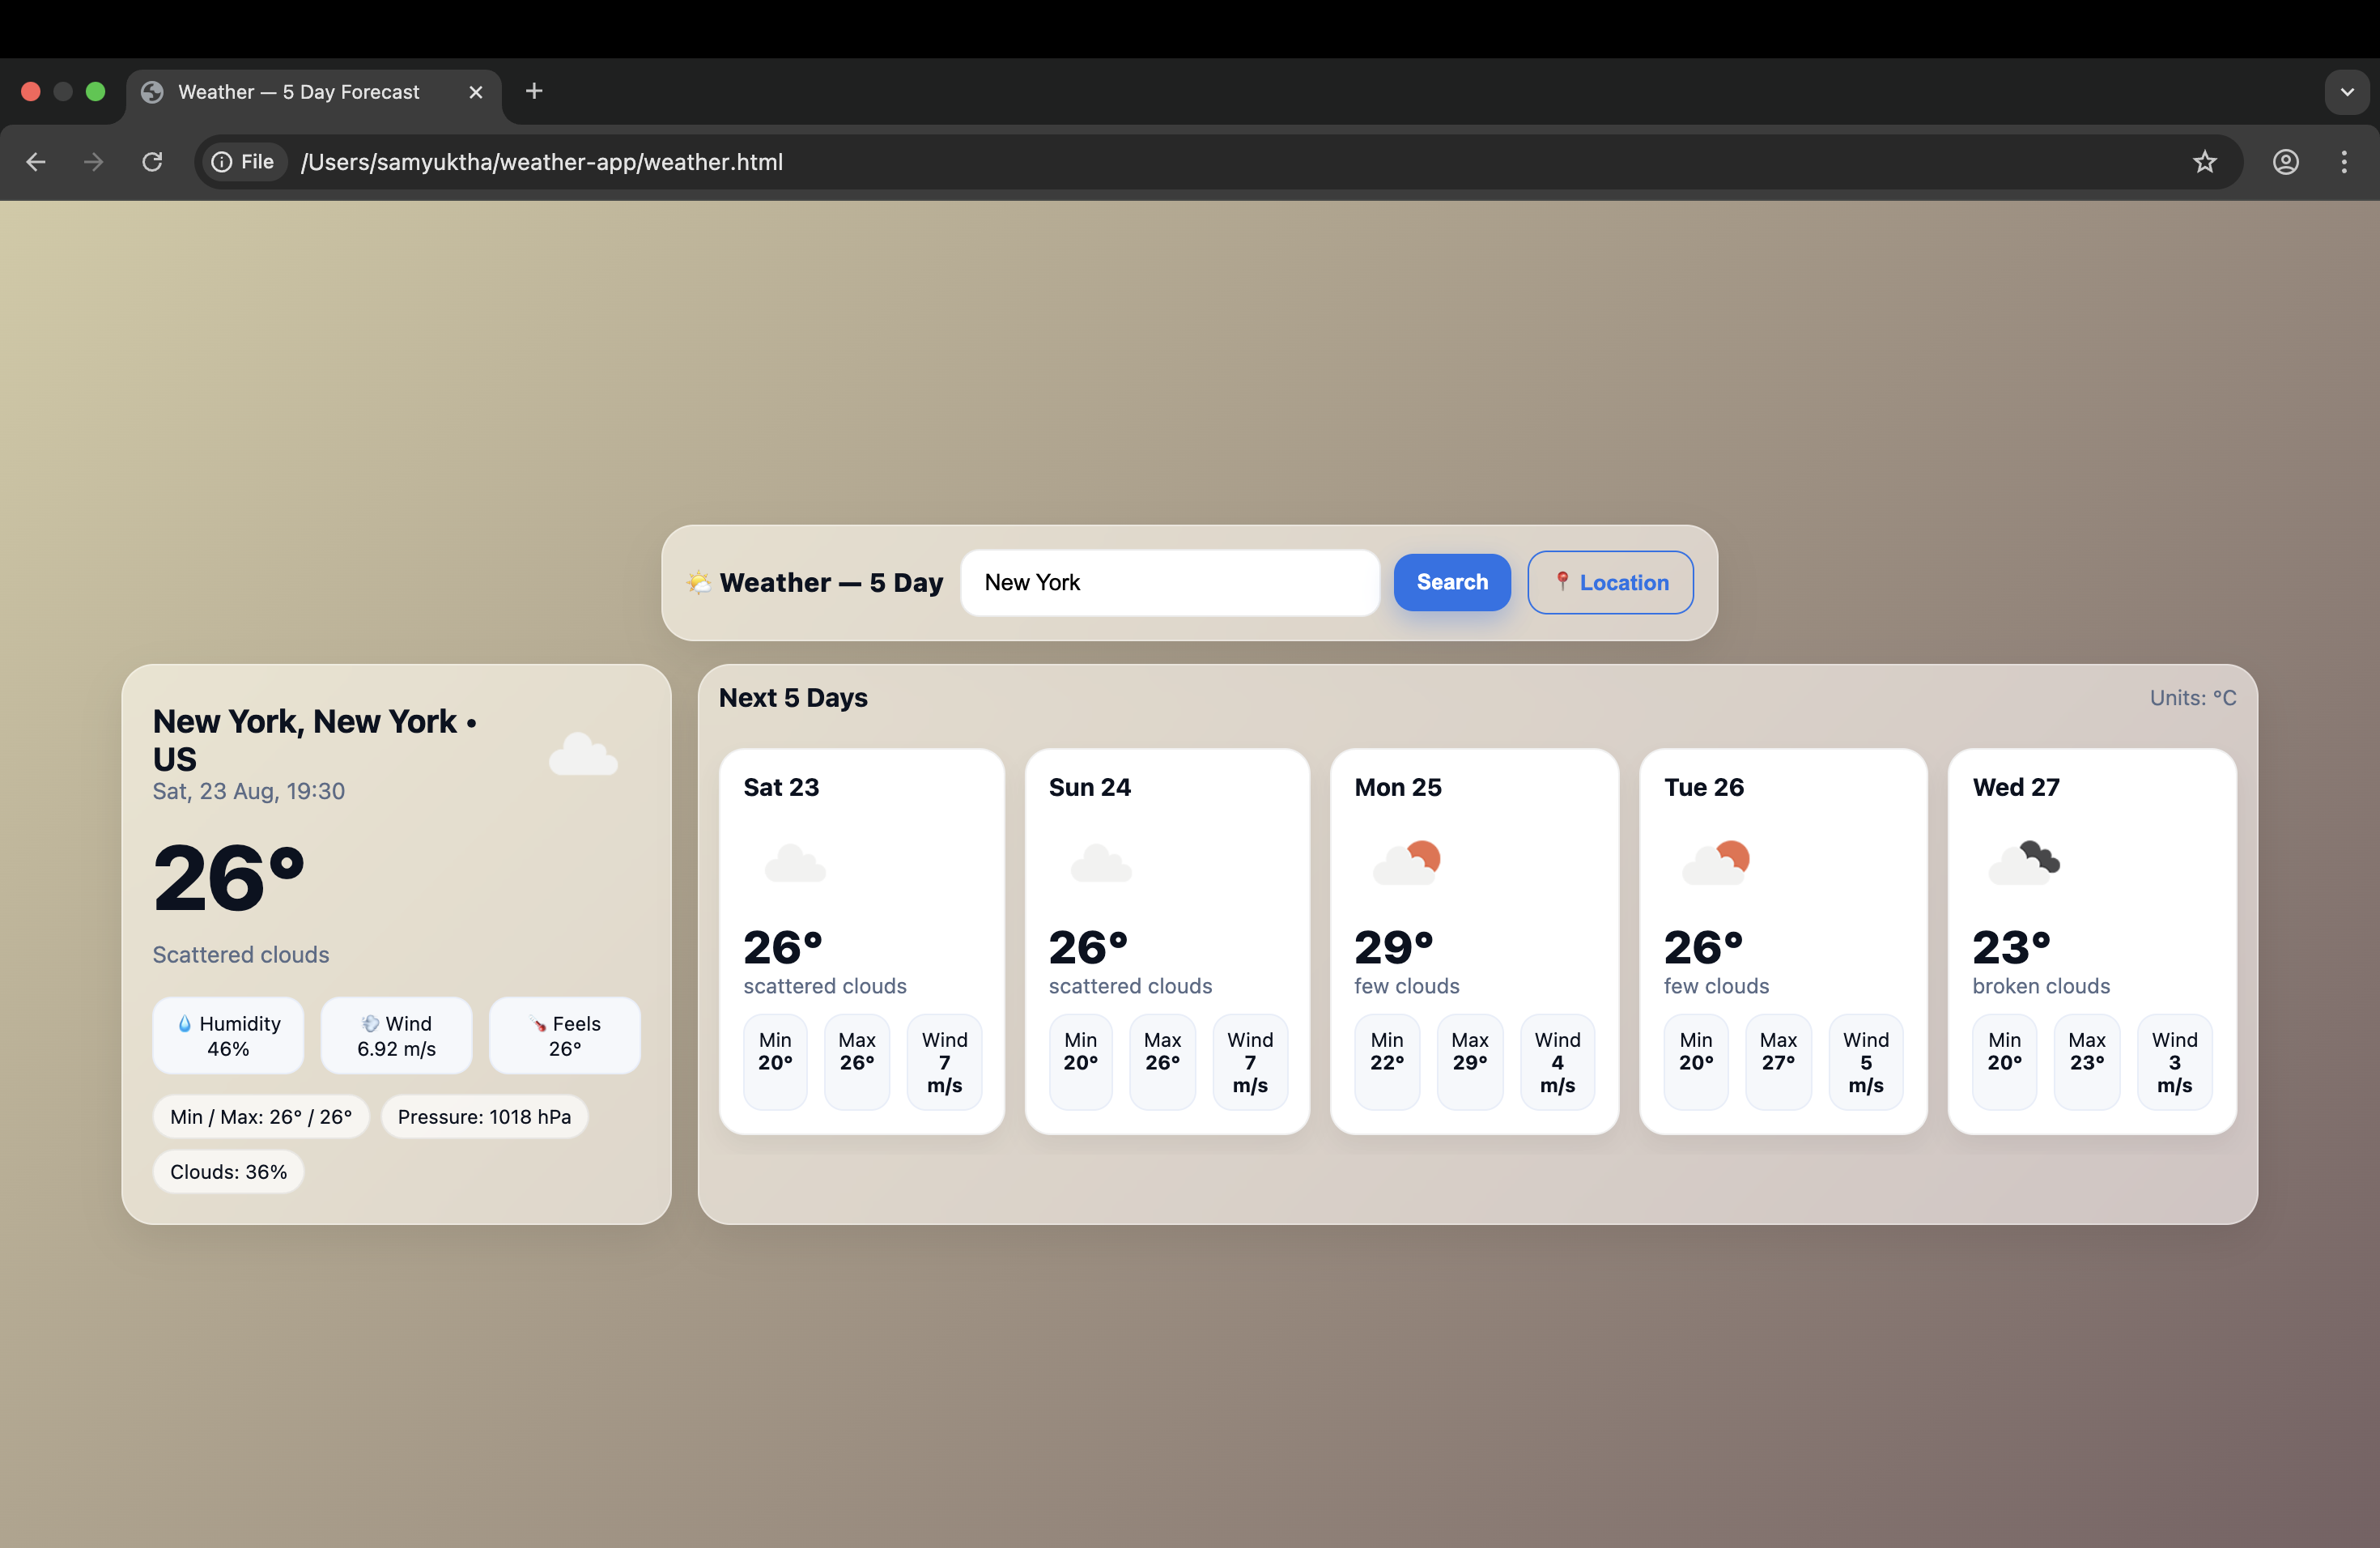 Weather — 5 Day Forecast
File /Users/samyuktha/weather-app/weather.html
🌤️ Weather — 5 Day
New York
Search
📍 Location
New York, New York •
US
Sat, 23 Aug, 19:30
26°
Scattered clouds
💧 Humidity
46%
💨 Wind
6.92 m/s
🌡️ Feels
26°
Min / Max: 26° / 26°
Pressure: 1018 hPa
Clouds: 36%
Next 5 Days
Units: °C
Sat 23
26°
scattered clouds
Min
20°
Max
26°
Wind
7
m/s
Sun 24
26°
scattered clouds
Min
20°
Max
26°
Wind
7
m/s
Mon 25
29°
few clouds
Min
22°
Max
29°
Wind
4
m/s
Tue 26
26°
few clouds
Min
20°
Max
27°
Wind
5
m/s
Wed 27
23°
broken clouds
Min
20°
Max
23°
Wind
3
m/s